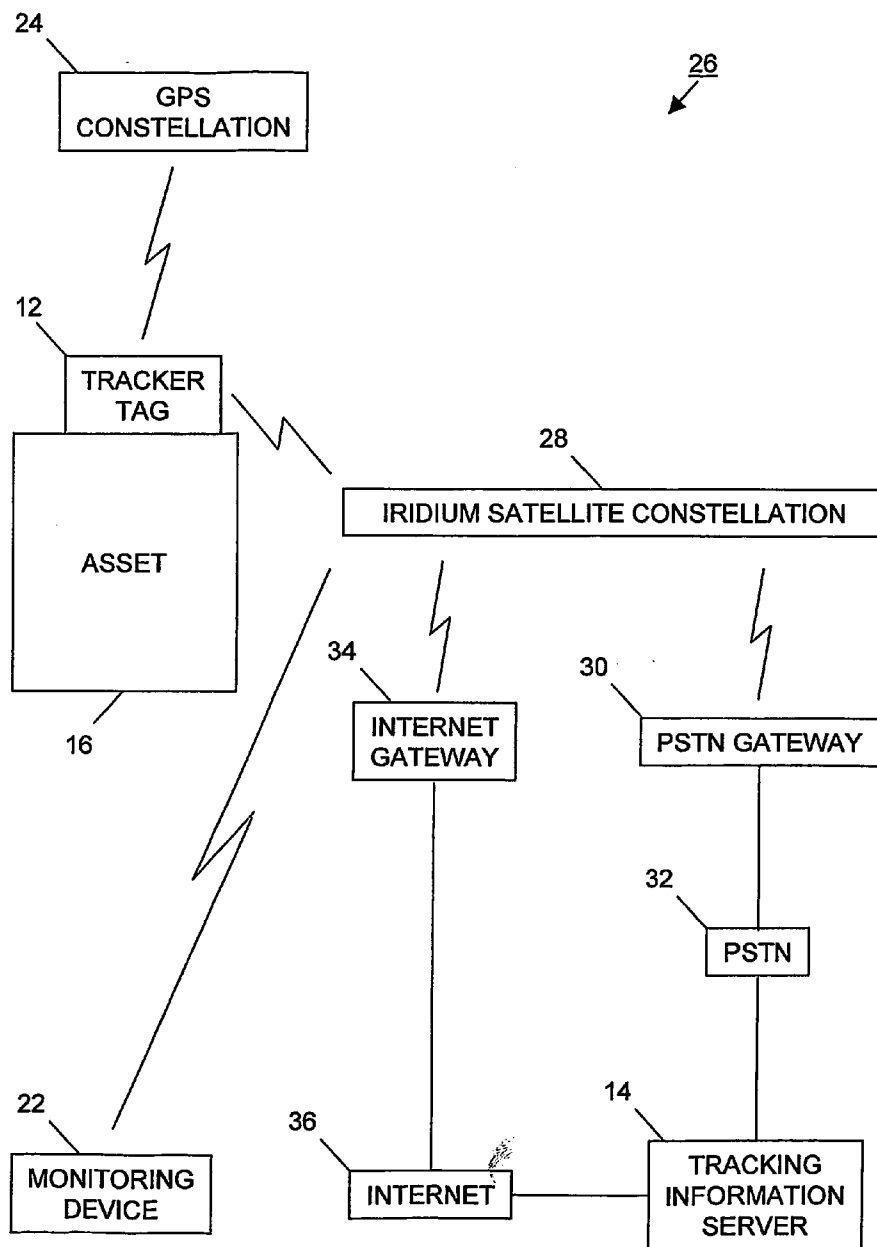 24
GPS
CONSTELLATION
26
12
TRACKER
TAG
28
IRIDIUM SATELLITE CONSTELLATION
ASSET
16
34
INTERNET
GATEWAY
30
PSTN GATEWAY
32
PSTN
22
MONITORING
DEVICE
36
INTERNET
14
TRACKING
INFORMATION
SERVER